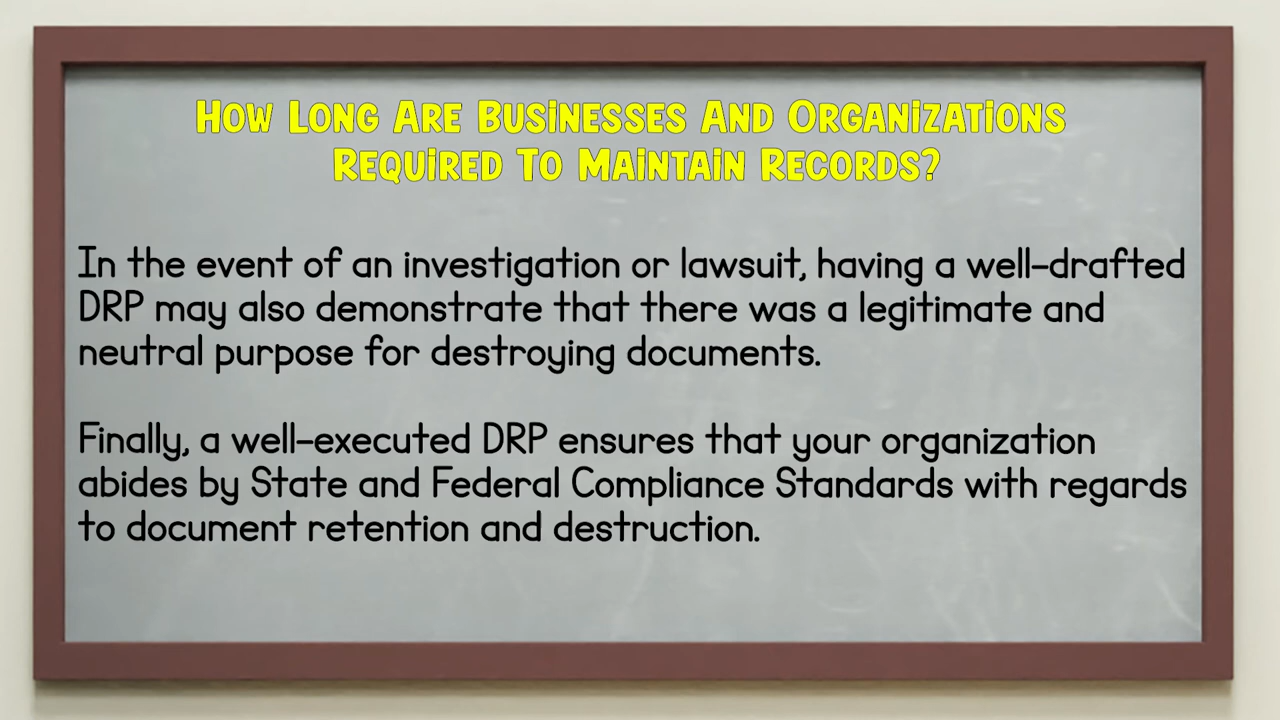 How Long Are Businesses And Organizations
Required To Maintain Records?
In the event of an investigation or lawsuit, having a well-drafted
DRP may also demonstrate that there was a legitimate and
neutral purpose for destroying documents.
Finally, a well-executed DRP ensures that your organization
abides by State and Federal Compliance Standards with regards
to document retention and destruction.